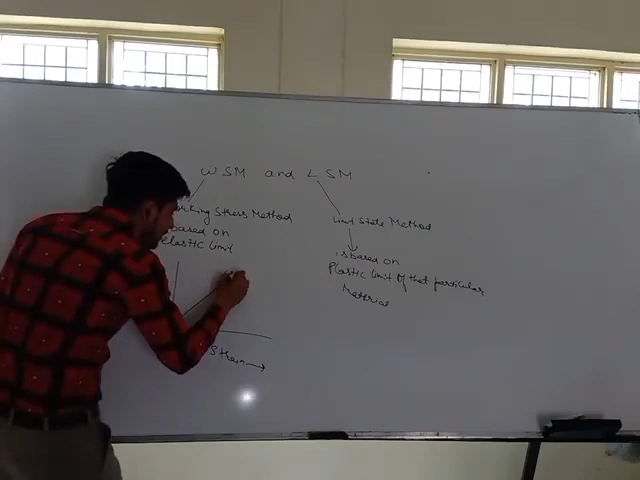 WSM and LSM
orking Stress Method
based on
elastic limit
Limit State Method
is based on
Plastic limit of that particular
Material
Strain